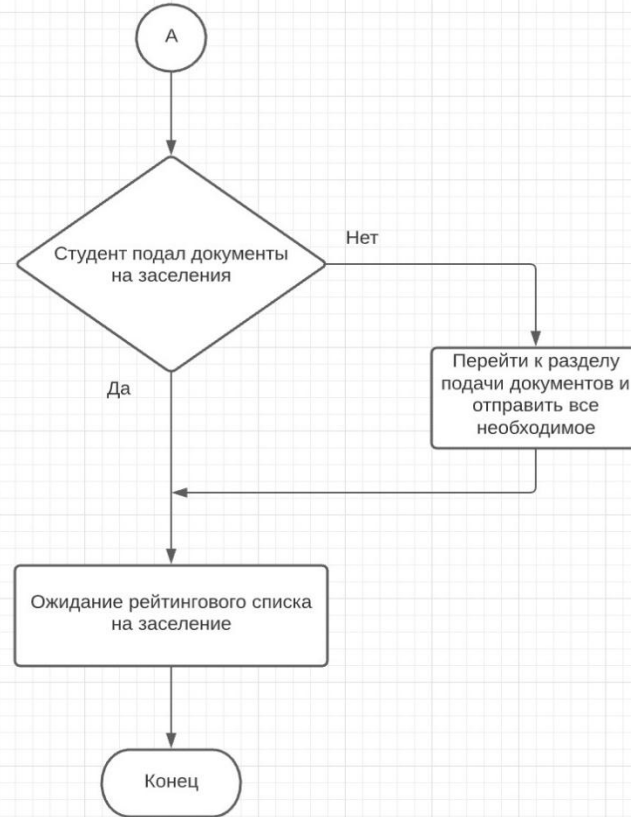 А
Студент подал документы
на заселения
Нет
Перейти к разделу
подачи документов и
отправить все
необходимое
Да
Ожидание рейтингового списка
на заселение
Конец